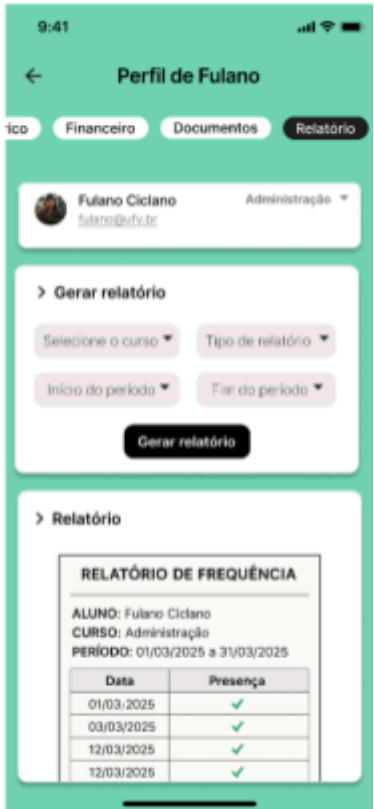 9:41
Perfil de Fulano
rico Financeiro Documentos Relatório
Fulano Ciclano Administração
fulano@ufv.br
Gerar relatório
Selecione o curso Tipo de relatório
Início do período Fim do período
Gerar relatório
Relatório
RELATÓRIO DE FREQUÊNCIA
ALUNO: Fulano Ciclano
CURSO: Administração
PERÍODO: 01/03/2025 a 31/03/2025
Data Presença
01/03/2025 ✓
03/03/2025 ✓
12/03/2025 ✓
12/03/2025 ✓